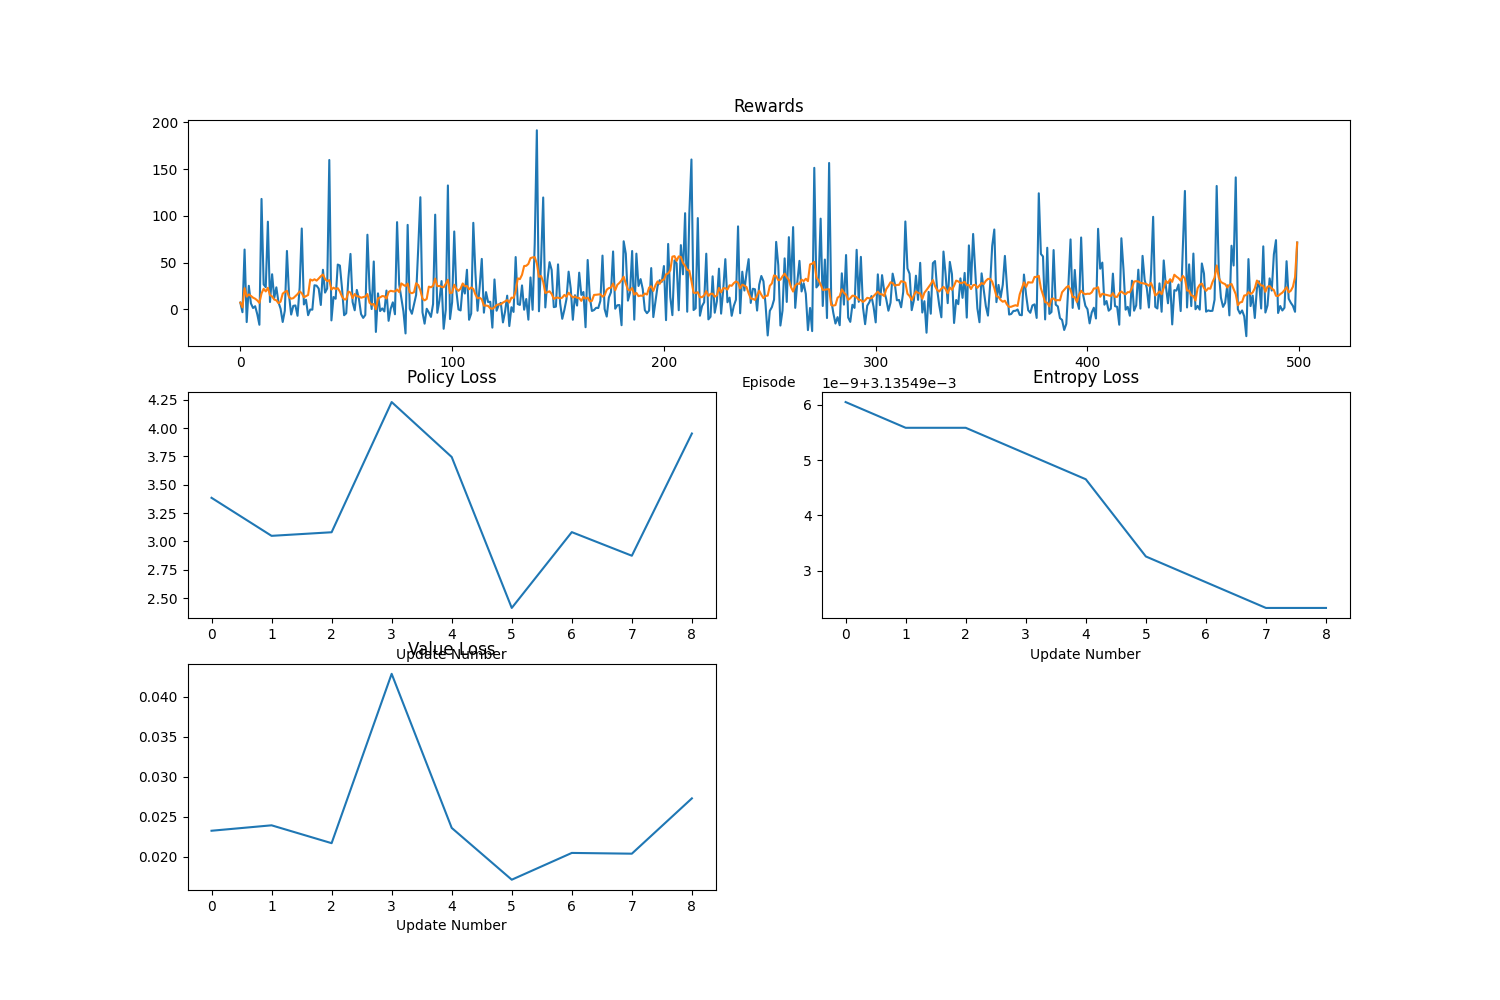 Rewards
200
150
100
50
0
0 100 200 300 400 500
Episode
Policy Loss
4.25
4.00
3.75
3.50
3.25
3.00
2.75
2.50
0 1 2 3 4 5 6 7 8
Update Number
1e-9+3.13549e-3
Entropy Loss
6
5
4
3
0 1 2 3 4 5 6 7 8
Update Number
Value Loss
0.040
0.035
0.030
0.025
0.020
0 1 2 3 4 5 6 7 8
Update Number